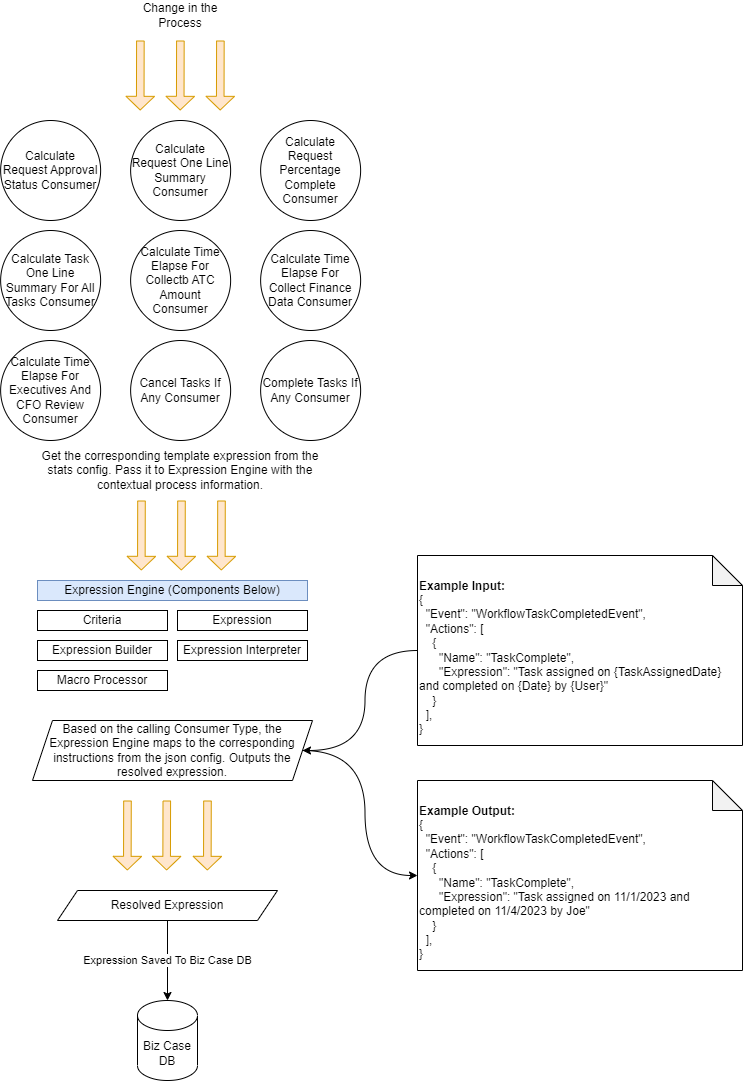 Change in the
Process
Calculate
Request Approval
Status Consumer
Calculate
Request One Line
Summary
Consumer
Calculate
Request
Percentage
Complete
Consumer
Calculate Task
One Line
Summary For All
Tasks Consumer
Calculate Time
Elapse For
Collectb ATC
Amount
Consumer
Calculate Time
Elapse For
Collect Finance
Data Consumer
Calculate Time
Elapse For
Executives And
CFO Review
Consumer
Cancel Tasks If
Any Consumer
Complete Tasks If
Any Consumer
Get the corresponding template expression from the
stats config. Pass it to Expression Engine with the
contextual process information.
Expression Engine (Components Below)
Criteria
Expression
Expression Builder
Expression Interpreter
Macro Processor
Based on the calling Consumer Type, the
Expression Engine maps to the corresponding
instructions from the json config. Outputs the
resolved expression.
Example Input:
{
"Event": "WorkflowTaskCompletedEvent",
"Actions": [
{
"Name": "TaskComplete",
"Expression": "Task assigned on {TaskAssignedDate}
and completed on {Date} by {User}"
}
],
}
Example Output:
{
"Event": "WorkflowTaskCompletedEvent",
"Actions": [
{
"Name": "TaskComplete",
"Expression": "Task assigned on 11/1/2023 and
completed on 11/4/2023 by Joe"
}
],
}
Resolved Expression
Expression Saved To Biz Case DB
Biz Case
DB